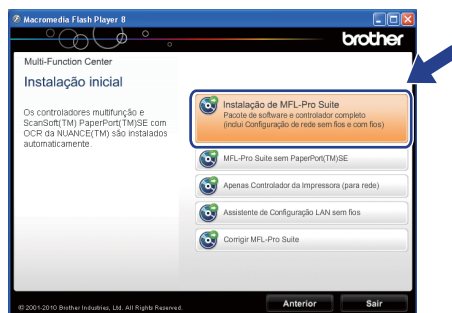 Macromedia Flash Player 8
brother
Multi-Function Center
Instalação inicial
Os controladores multifunção e
ScanSoft(TM) PaperPort(TM)SE com
OCR da NUANCE(TM) são instalados
automaticamente.
Instalação de MFL-Pro Suite
Pacote de software e controlador completo
(inclui Configuração de rede sem fios e com fios)
MFL-Pro Suite sem PaperPort(TM)SE
Apenas Controlador da Impressora (para rede)
Assistente de Configuração LAN sem fios
Corrigir MFL-Pro Suite
© 2001-2010 Brother Industries, Ltd. All Rights Reserved.
Anterior
Sair